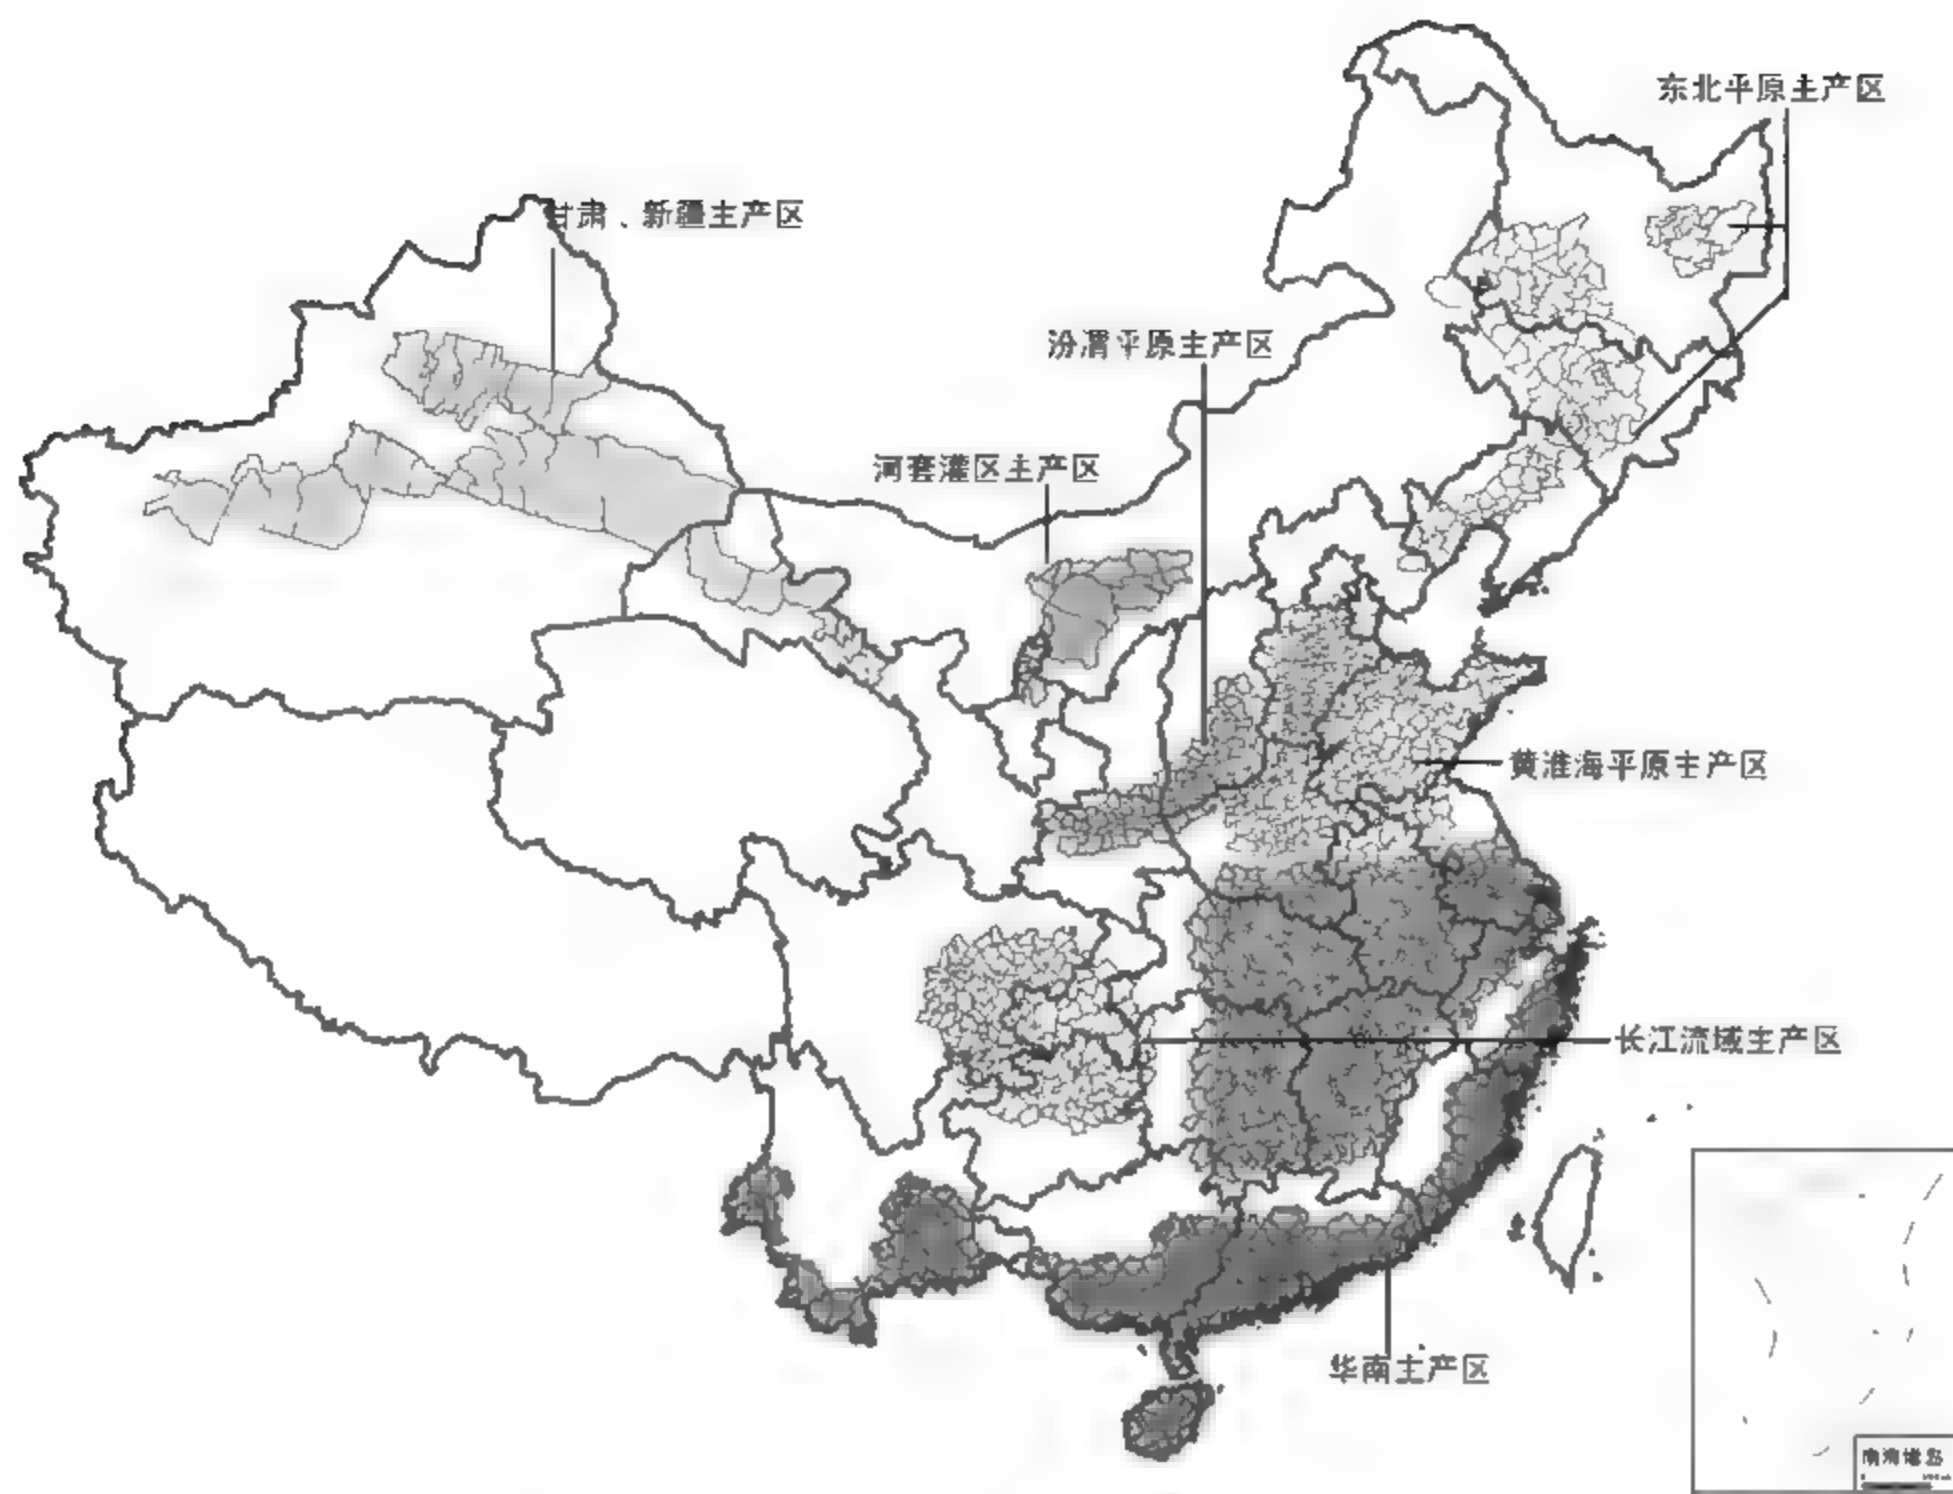 东北平原主产区
甘肃、新疆主产区
汾渭平原主产区
河套灌区主产区
黄淮海平原主产区
长江流域主产区
华南主产区
南海诸岛